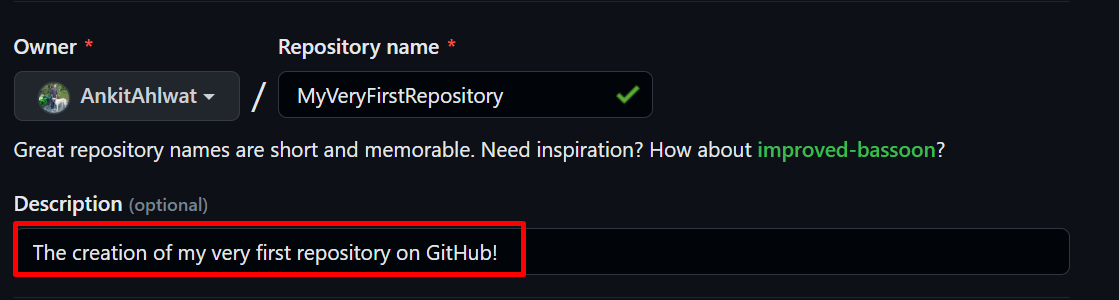 Owner *
Repository name *
AnkitAhlwat / MyVeryFirstRepository
Great repository names are short and memorable. Need inspiration? How about improved-bassoon?
Description (optional)
The creation of my very first repository on GitHub!